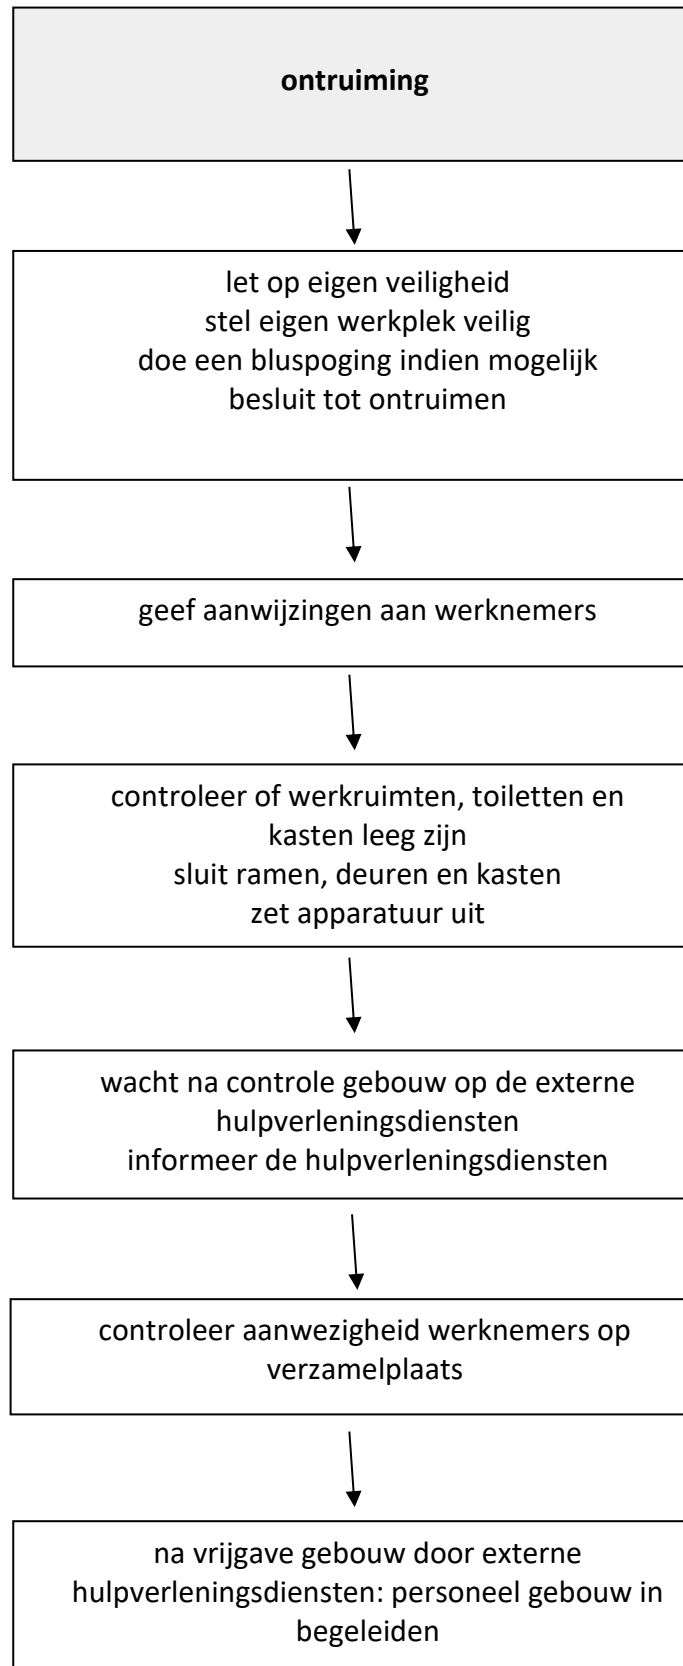 ontruiming
let op eigen veiligheid
stel eigen werkplek veilig
doe een bluspoging indien mogelijk
besluit tot ontruimen
geef aanwijzingen aan werknemers
controleer of werkruimten, toiletten en
kasten leeg zijn
sluit ramen, deuren en kasten
zet apparatuur uit
wacht na controle gebouw op de externe
hulpverleningsdiensten
informeer de hulpverleningsdiensten
controleer aanwezigheid werknemers op
verzamelplaats
na vrijgave gebouw door externe
hulpverleningsdiensten: personeel gebouw in
begeleiden